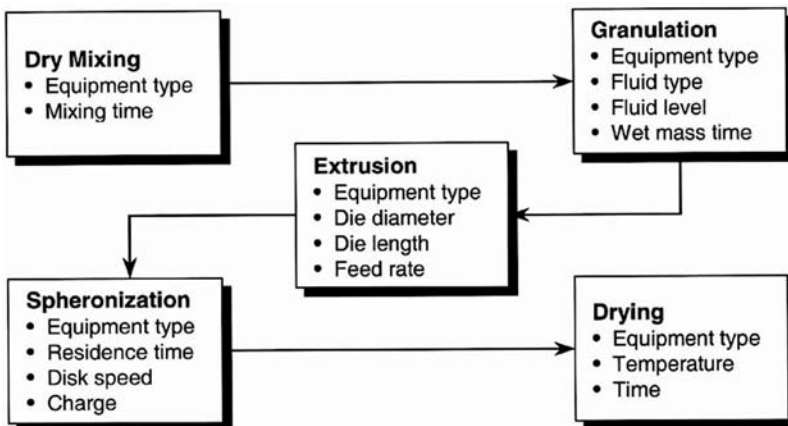 Dry Mixing
• Equipment type
• Mixing time
Granulation
• Equipment type
• Fluid type
• Fluid level
• Wet mass time
Extrusion
• Equipment type
• Die diameter
• Die length
• Feed rate
Spheronization
• Equipment type
• Residence time
• Disk speed
• Charge
Drying
• Equipment type
• Temperature
• Time